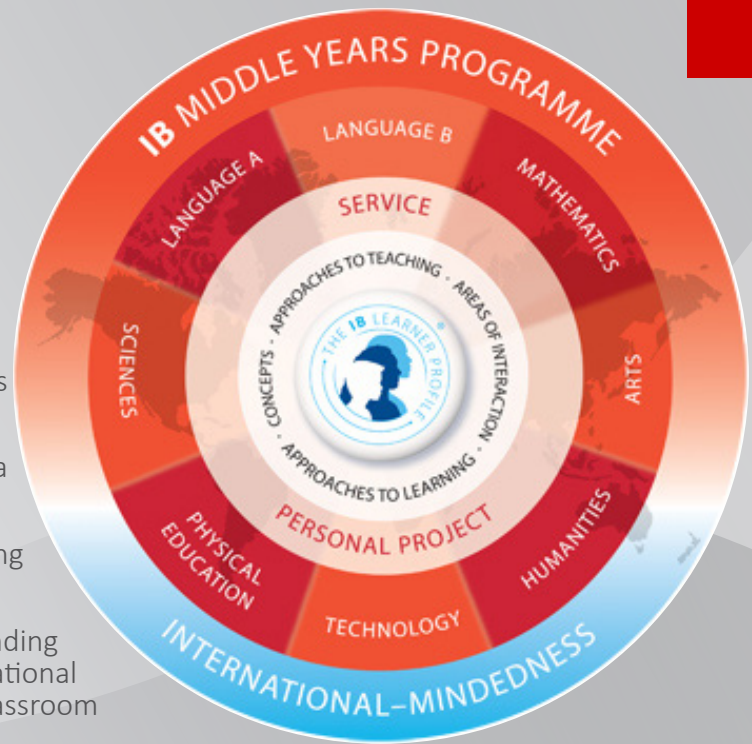 IB MIDDLE YEARS PROGRAMME
LANGUAGE B
LANGUAGE A
MATHEMATICS
SCIENCES
ARTS
PHYSICAL
EDUCATION
HUMANITIES
TECHNOLOGY
SERVICE
PERSONAL PROJECT
APPROACHES TO TEACHING · AREAS OF INTERACTION ·
APPROACHES TO LEARNING · CONCEPTS ·
THE IB LEARNER PROFILE ®
INTERNATIONAL–MINDEDNESS
s
a
ng
nding
ational
assroom